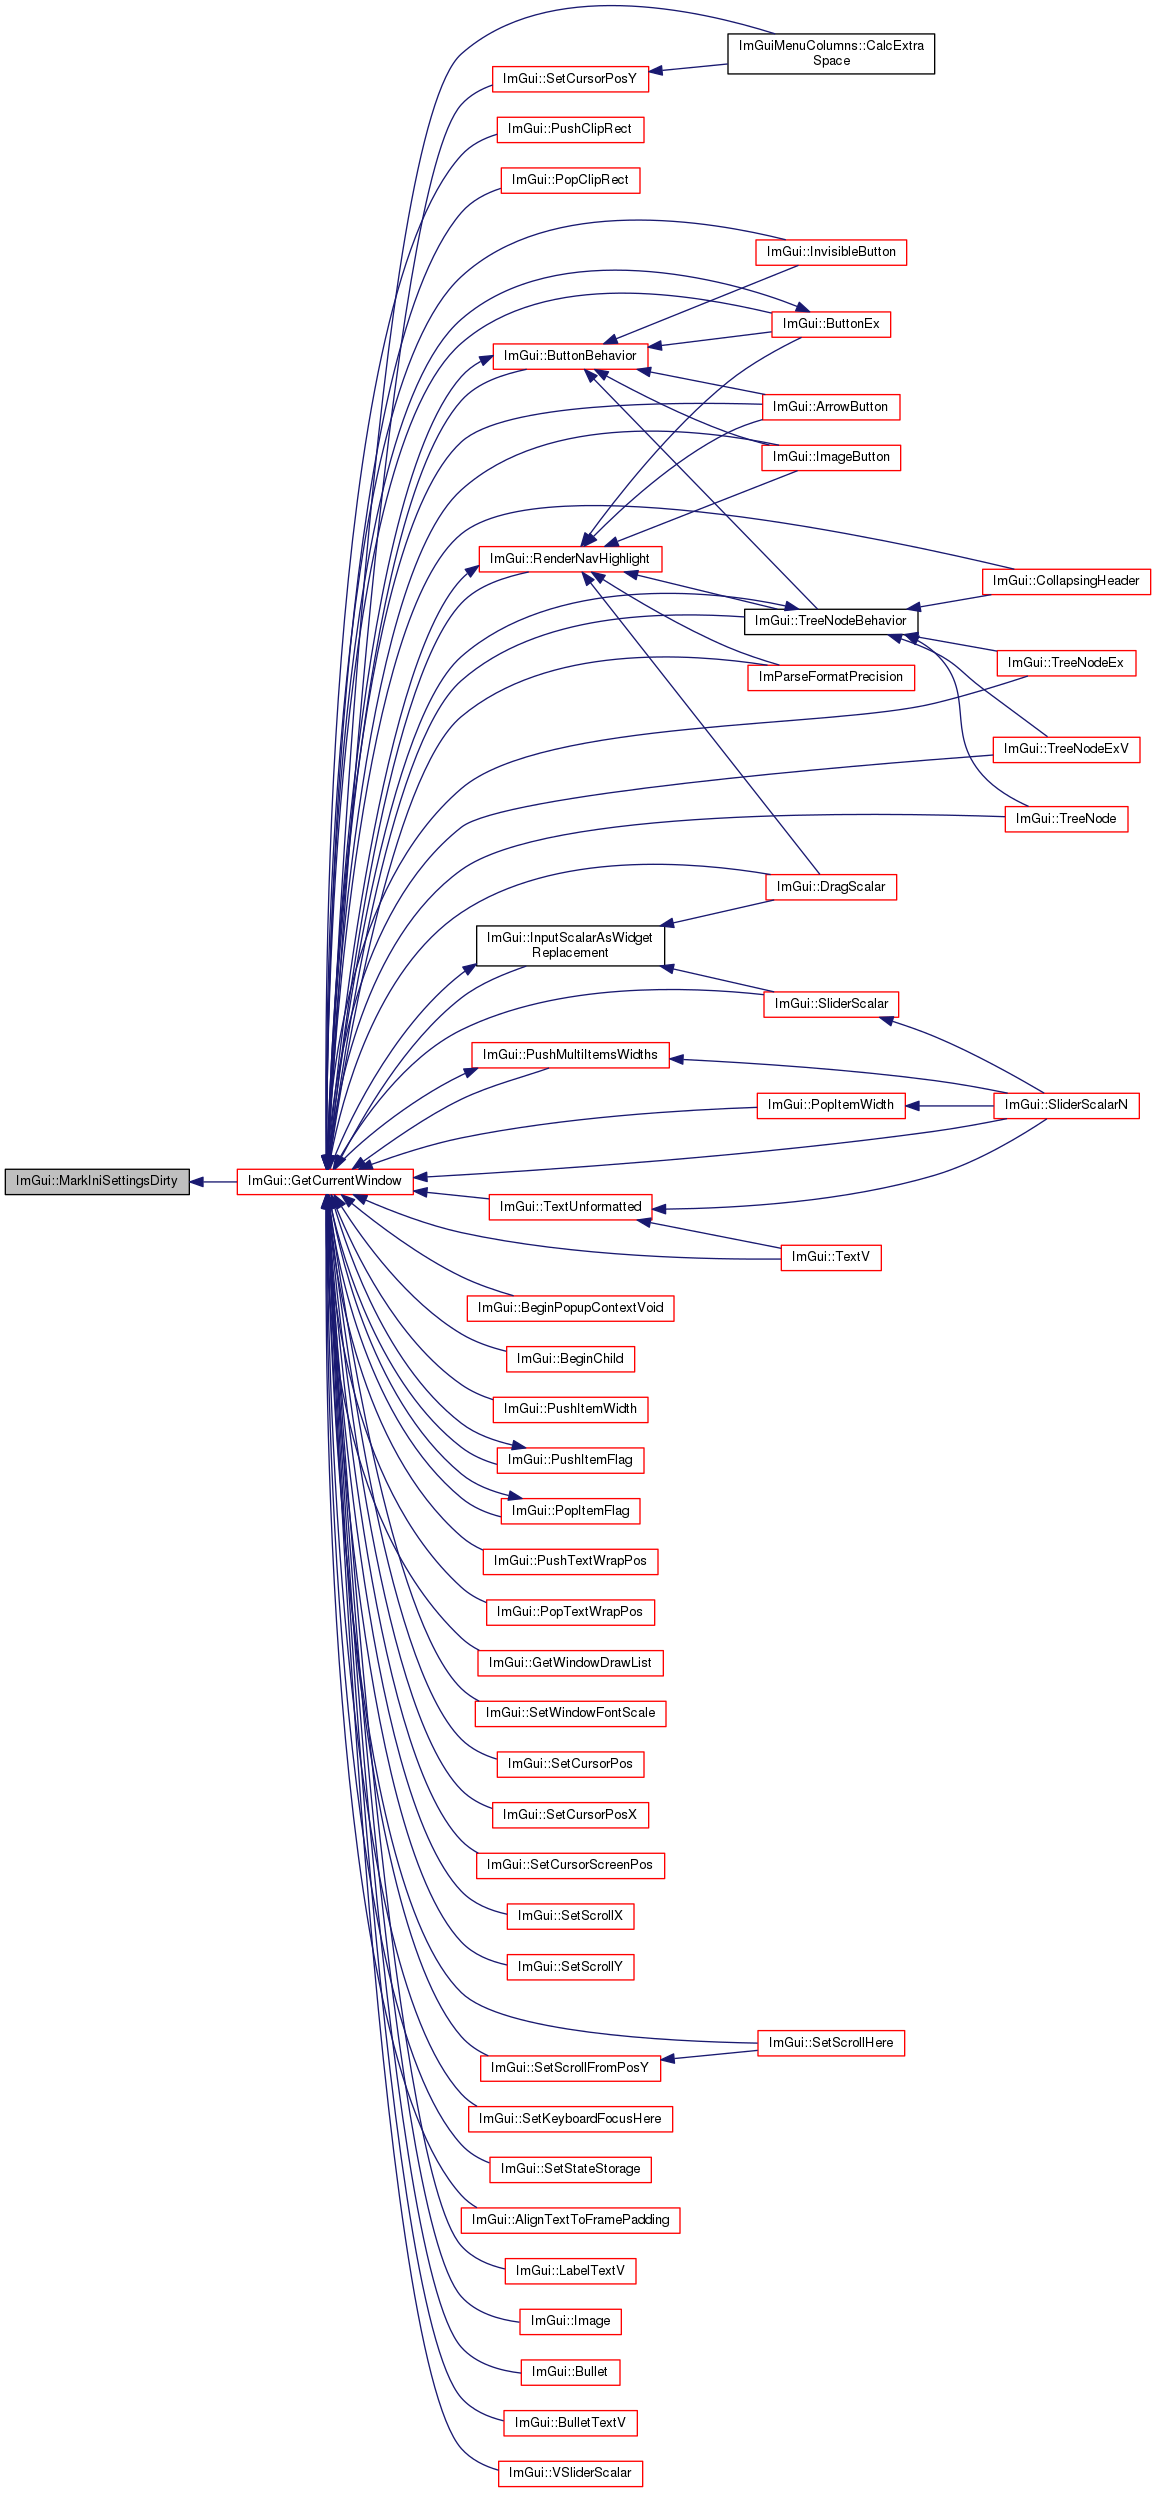 ImGuiMenuColumns::CalcExtra
Space
ImGui::SetCursorPosY
ImGui::PushClipRect
ImGui::PopClipRect
ImGui::InvisibleButton
ImGui::ButtonEx
ImGui::ButtonBehavior
ImGui::ArrowButton
ImGui::ImageButton
ImGui::RenderNavHighlight
ImGui::CollapsingHeader
ImGui::TreeNodeBehavior
ImGui::TreeNodeEx
ImParseFormatPrecision
ImGui::TreeNodeExV
ImGui::TreeNode
ImGui::DragScalar
ImGui::InputScalarAsWidget
Replacement
ImGui::SliderScalar
ImGui::PushMultiItemsWidths
ImGui::PopItemWidth
ImGui::SliderScalarN
ImGui::MarkIniSettingsDirty
ImGui::GetCurrentWindow
ImGui::TextUnformatted
ImGui::TextV
ImGui::BeginPopupContextVoid
ImGui::BeginChild
ImGui::PushItemWidth
ImGui::PushItemFlag
ImGui::PopItemFlag
ImGui::PushTextWrapPos
ImGui::PopTextWrapPos
ImGui::GetWindowDrawList
ImGui::SetWindowFontScale
ImGui::SetCursorPos
ImGui::SetCursorPosX
ImGui::SetCursorScreenPos
ImGui::SetScrollX
ImGui::SetScrollY
ImGui::SetScrollHere
ImGui::SetScrollFromPosY
ImGui::SetKeyboardFocusHere
ImGui::SetStateStorage
ImGui::AlignTextToFramePadding
ImGui::LabelTextV
ImGui::Image
ImGui::Bullet
ImGui::BulletTextV
ImGui::VSliderScalar